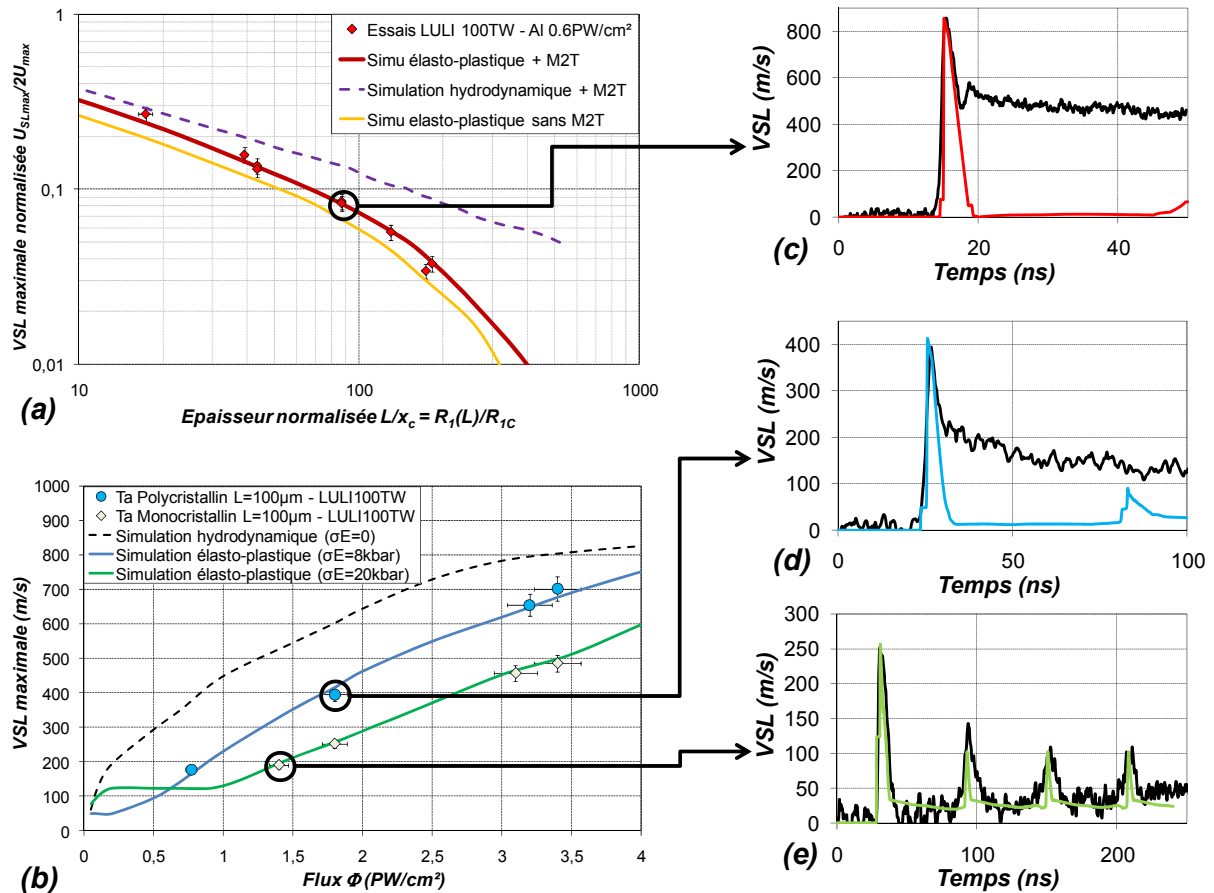 1
0,1
0,01
10
100
1000
VSL maximale normalisée U_SLmax/2U_max
Essais LULI 100TW - Al 0.6PW/cm²
Simu élasto-plastique + M2T
Simulation hydrodynamique + M2T
Simu elasto-plastique sans M2T
(a)
Epaisseur normalisée L/x_c = R_1(L)/R_1C
1000
900
800
700
600
500
400
300
200
100
0
0
0,5
1
1,5
2
2,5
3
3,5
4
VSL maximale (m/s)
Ta Polycristallin L=100µm - LULI100TW
Ta Monocristallin L=100µm - LULI100TW
Simulation hydrodynamique (σE=0)
Simulation élasto-plastique (σE=8kbar)
Simulation élasto-plastique (σE=20kbar)
(b)
Flux Φ (PW/cm²)
800
600
400
200
0
0
20
40
VSL (m/s)
(c)
Temps (ns)
400
300
200
100
0
0
50
100
VSL (m/s)
(d)
Temps (ns)
300
250
200
150
100
50
0
0
100
200
VSL (m/s)
(e)
Temps (ns)